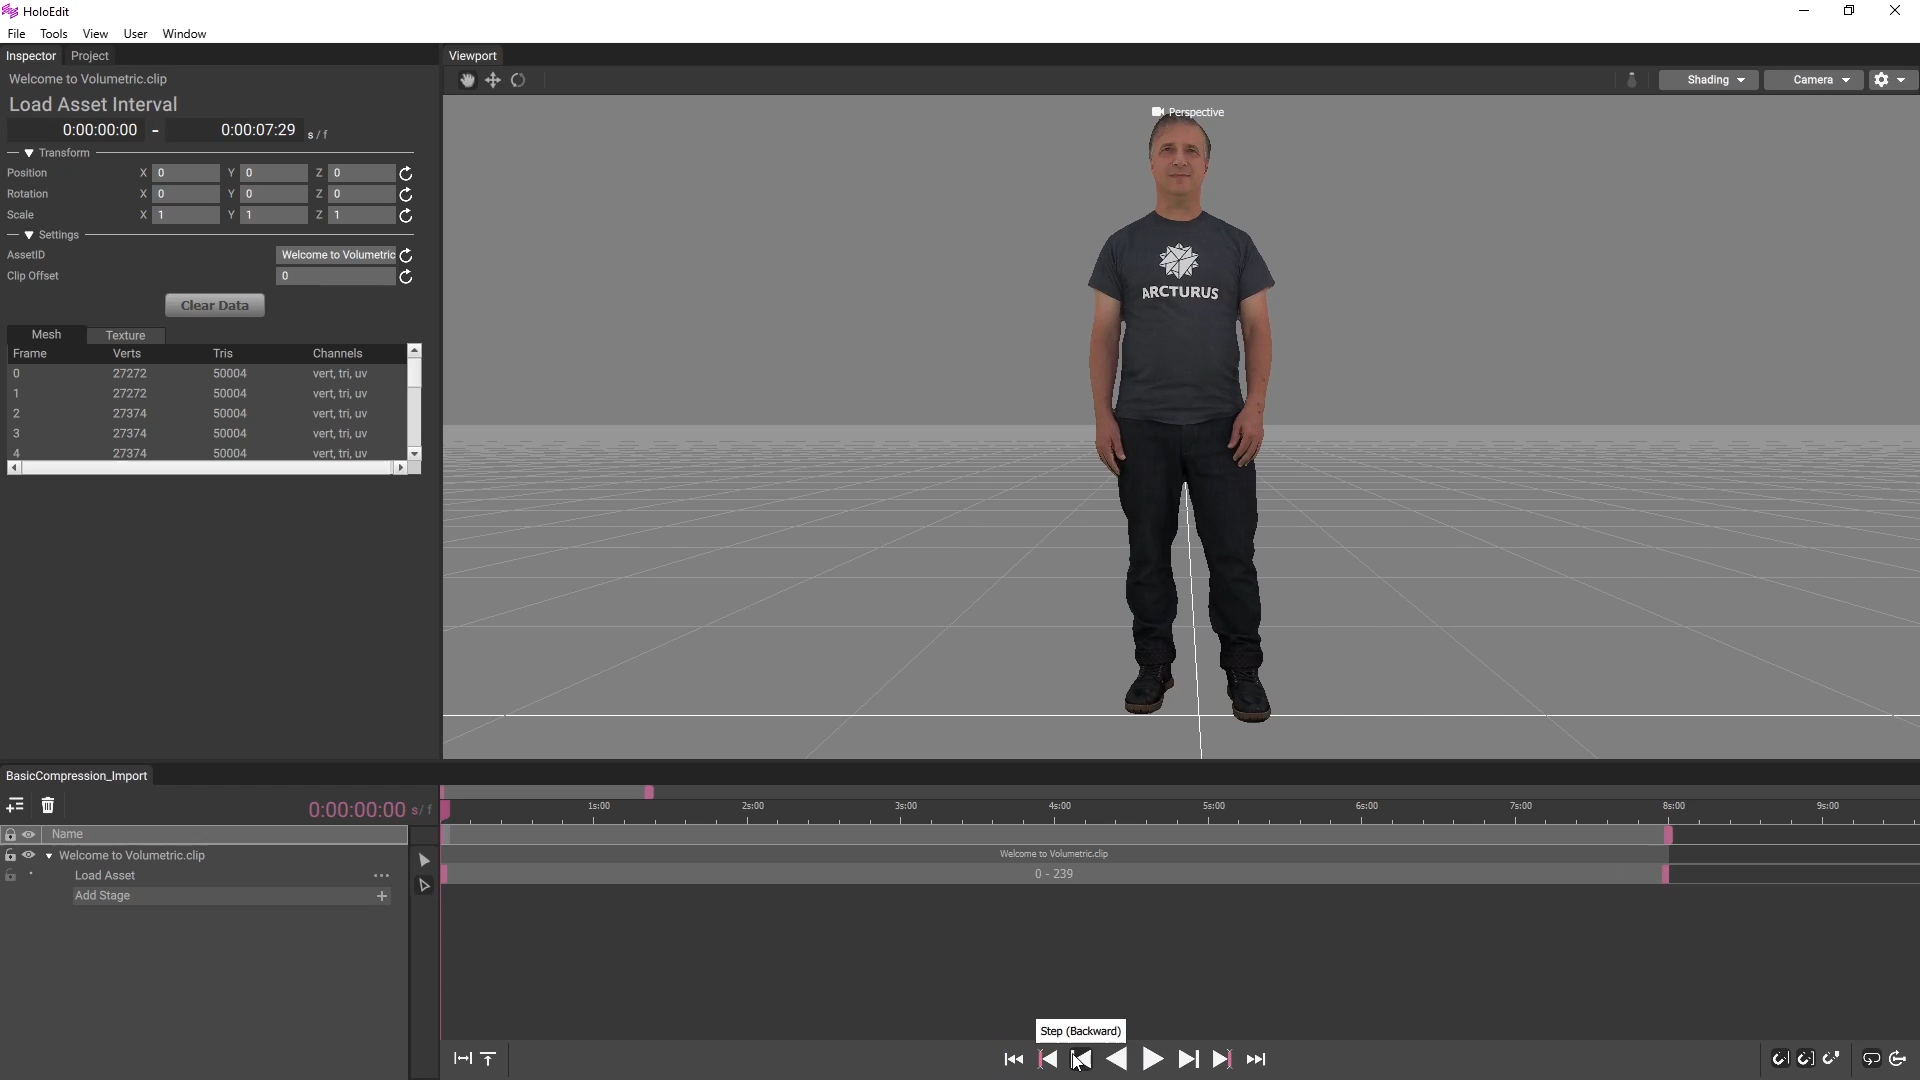 HoloEdit
File Tools View User Window
Inspector Project
Viewport
Welcome to Volumetric.clip
Load Asset Interval
0:00:00:00 - 0:00:07:29 s / f
Transform
Position X 0 Y 0 Z 0
Rotation X 0 Y 0 Z 0
Scale X 1 Y 1 Z 1
Settings
AssetID Welcome to Volumetric
Clip Offset 0
Clear Data
Mesh Texture
Frame Verts Tris Channels
0 27272 50004 vert, tri, uv
1 27272 50004 vert, tri, uv
2 27374 50004 vert, tri, uv
3 27374 50004 vert, tri, uv
4 27374 50004 vert, tri, uv
Shading Camera
Perspective
ARCTURUS
BasicCompression_Import
0:00:00:00 s / f
1s:00 2s:00 3s:00 4s:00 5s:00 6s:00 7s:00 8s:00 9s:00
Name
Welcome to Volumetric.clip
Welcome to Volumetric.clip
Load Asset ...
0 - 239
Add Stage +
Step (Backward)